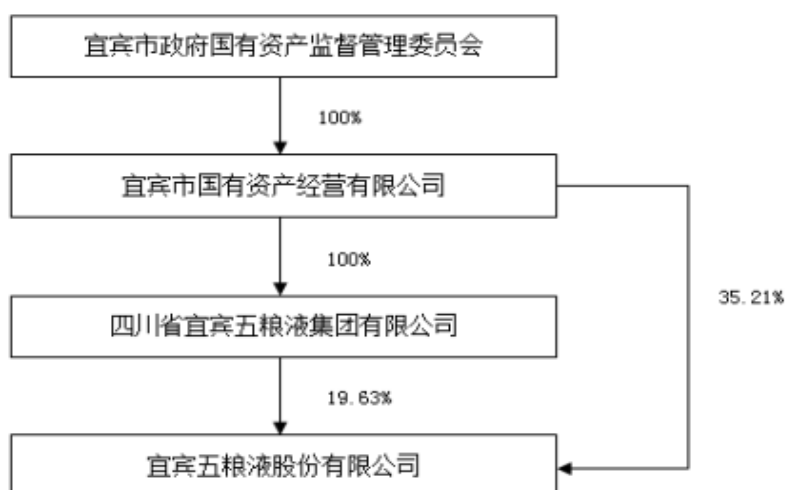 宜宾市政府国有资产监督管理委员会
100%
宜宾市国有资产经营有限公司
100%
35.21%
四川省宜宾五粮液集团有限公司
19.63%
宜宾五粮液股份有限公司